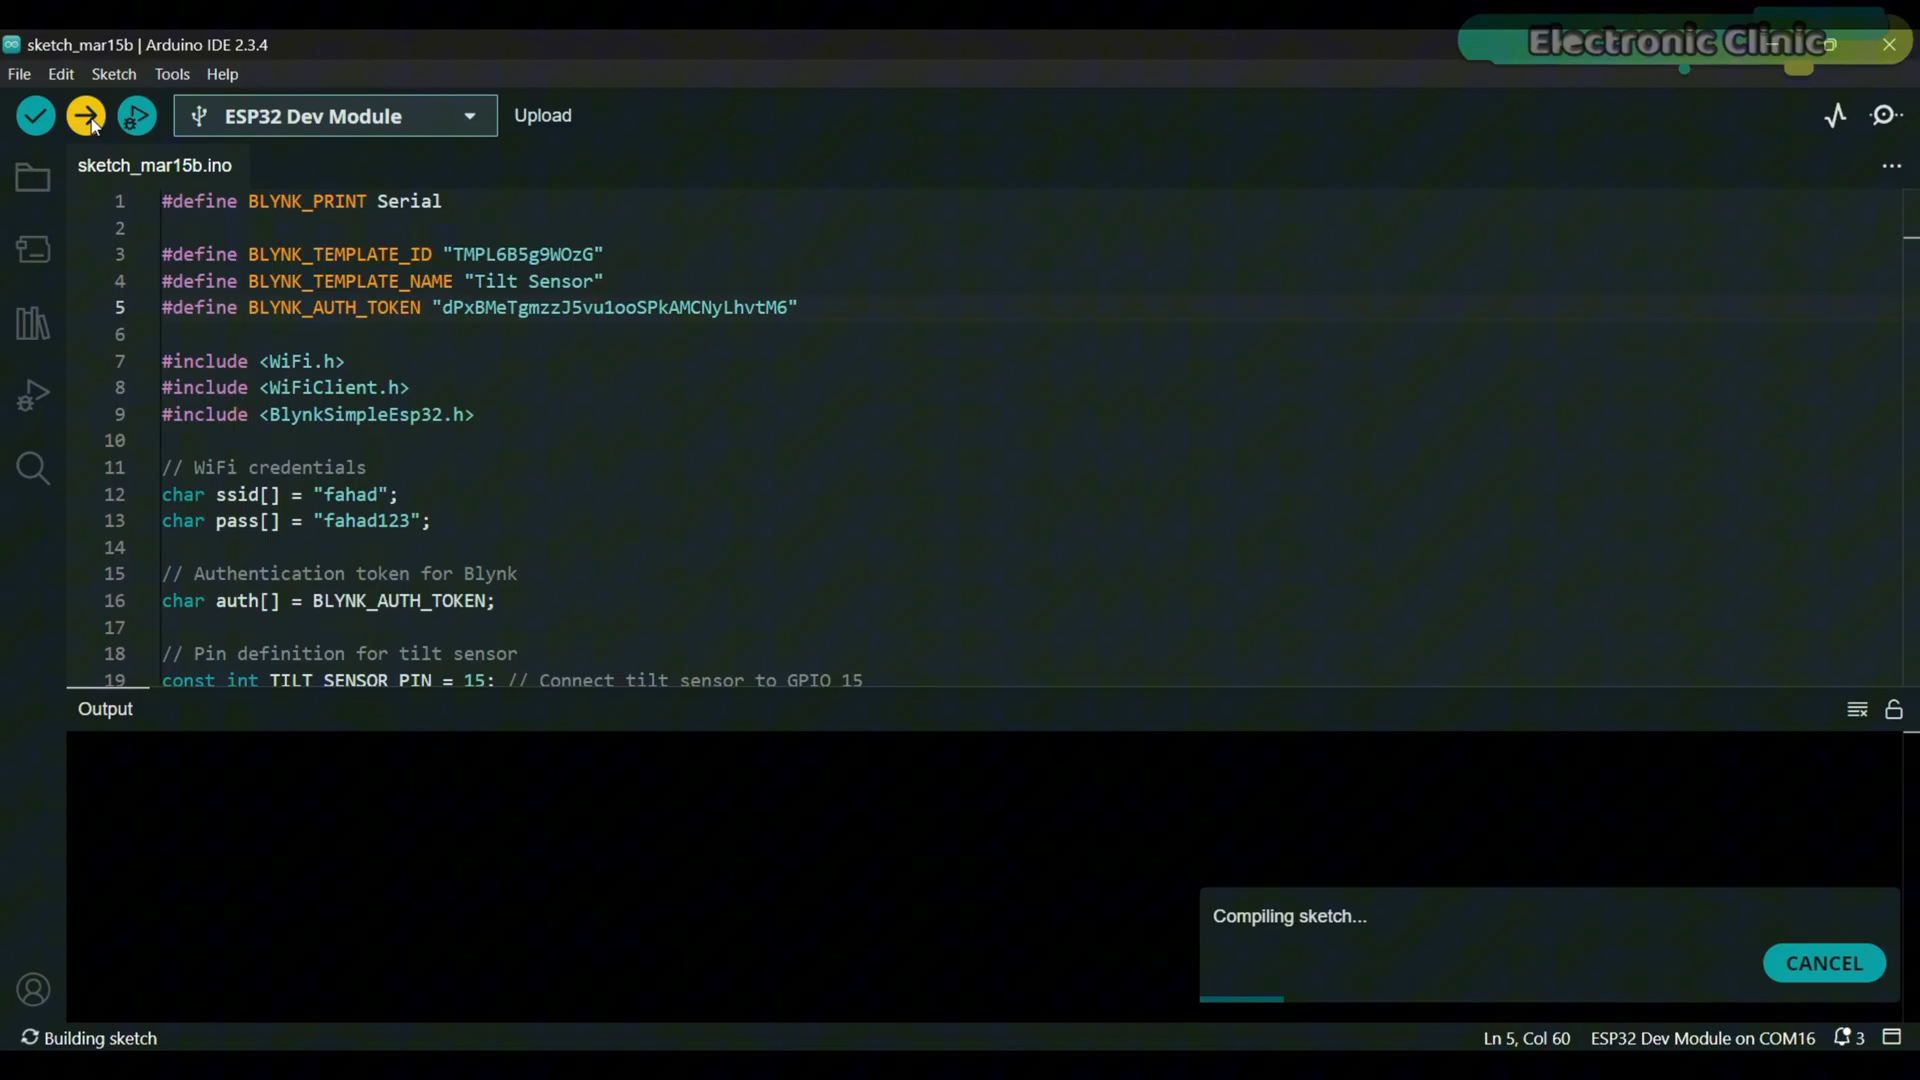 Electronic Clinic
sketch_mar15b | Arduino IDE 2.3.4
File Edit Sketch Tools Help
ESP32 Dev Module Upload
sketch_mar15b.ino
1 #define BLYNK_PRINT Serial
2
3 #define BLYNK_TEMPLATE_ID "TMPL6B5g9WOzG"
4 #define BLYNK_TEMPLATE_NAME "Tilt Sensor"
5 #define BLYNK_AUTH_TOKEN "dPxBMeTgmzzJ5vu1ooSPkAMCNyLhvtM6"
6
7 #include <WiFi.h>
8 #include <WiFiClient.h>
9 #include <BlynkSimpleEsp32.h>
10
11 // WiFi credentials
12 char ssid[] = "fahad";
13 char pass[] = "fahad123";
14
15 // Authentication token for Blynk
16 char auth[] = BLYNK_AUTH_TOKEN;
17
18 // Pin definition for tilt sensor
19 const int TILT_SENSOR_PIN = 15; // Connect tilt sensor to GPIO 15
Output
Compiling sketch...
CANCEL
Building sketch Ln 5, Col 60 ESP32 Dev Module on COM16 3